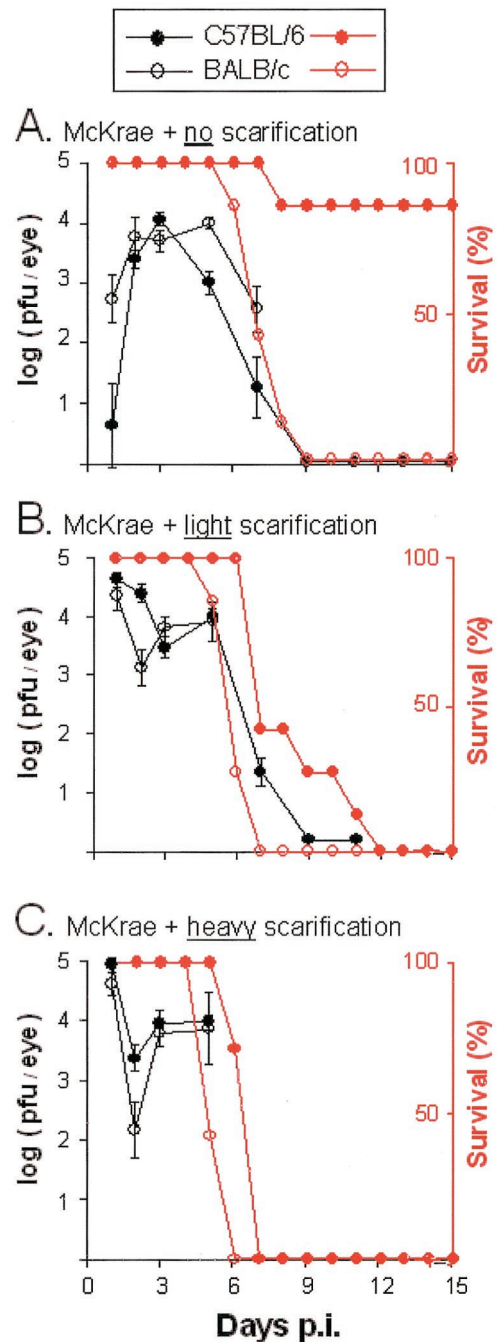 C57BL/6
BALB/c
A. McKrae + no scarification
5
4
3
2
1
log ( pfu / eye )
100
50
Survival (%)
B. McKrae + light scarification
5
4
3
2
1
log ( pfu / eye )
100
50
Survival (%)
C. McKrae + heavy scarification
5
4
3
2
1
log ( pfu / eye )
100
50
Survival (%)
0 3 6 9 12 15
Days p.i.